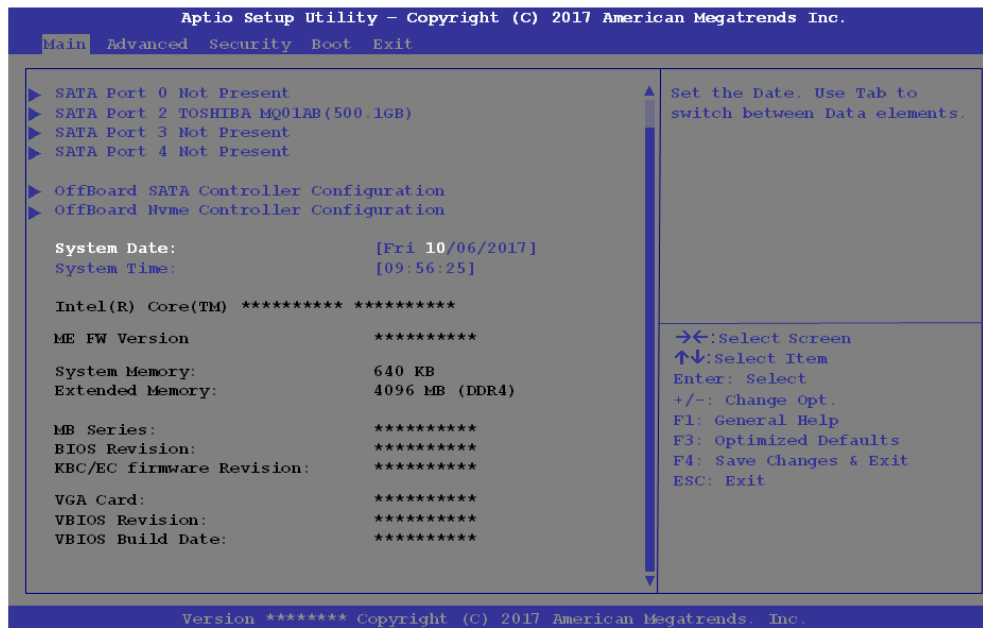 Aptio Setup Utility – Copyright (C) 2017 American Megatrends Inc.
Main Advanced Security Boot Exit
▶ SATA Port 0 Not Present
▶ SATA Port 2 TOSHIBA MQ01AB(500.1GB)
▶ SATA Port 3 Not Present
▶ SATA Port 4 Not Present
▶ OffBoard SATA Controller Configuration
▶ OffBoard Nvme Controller Configuration
System Date: [Fri 10/06/2017]
System Time: [09:56:25]
Intel(R) Core(TM) ********** **********
ME FW Version **********
System Memory: 640 KB
Extended Memory: 4096 MB (DDR4)
MB Series: **********
BIOS Revision: **********
KBC/EC firmware Revision: **********
VGA Card: **********
VBIOS Revision: **********
VBIOS Build Date: **********
Set the Date. Use Tab to
switch between Data elements.
→←:Select Screen
↑↓:Select Item
Enter: Select
+/-: Change Opt.
F1: General Help
F3: Optimized Defaults
F4: Save Changes & Exit
ESC: Exit
Version ******** Copyright (C) 2017 American Megatrends. Inc.